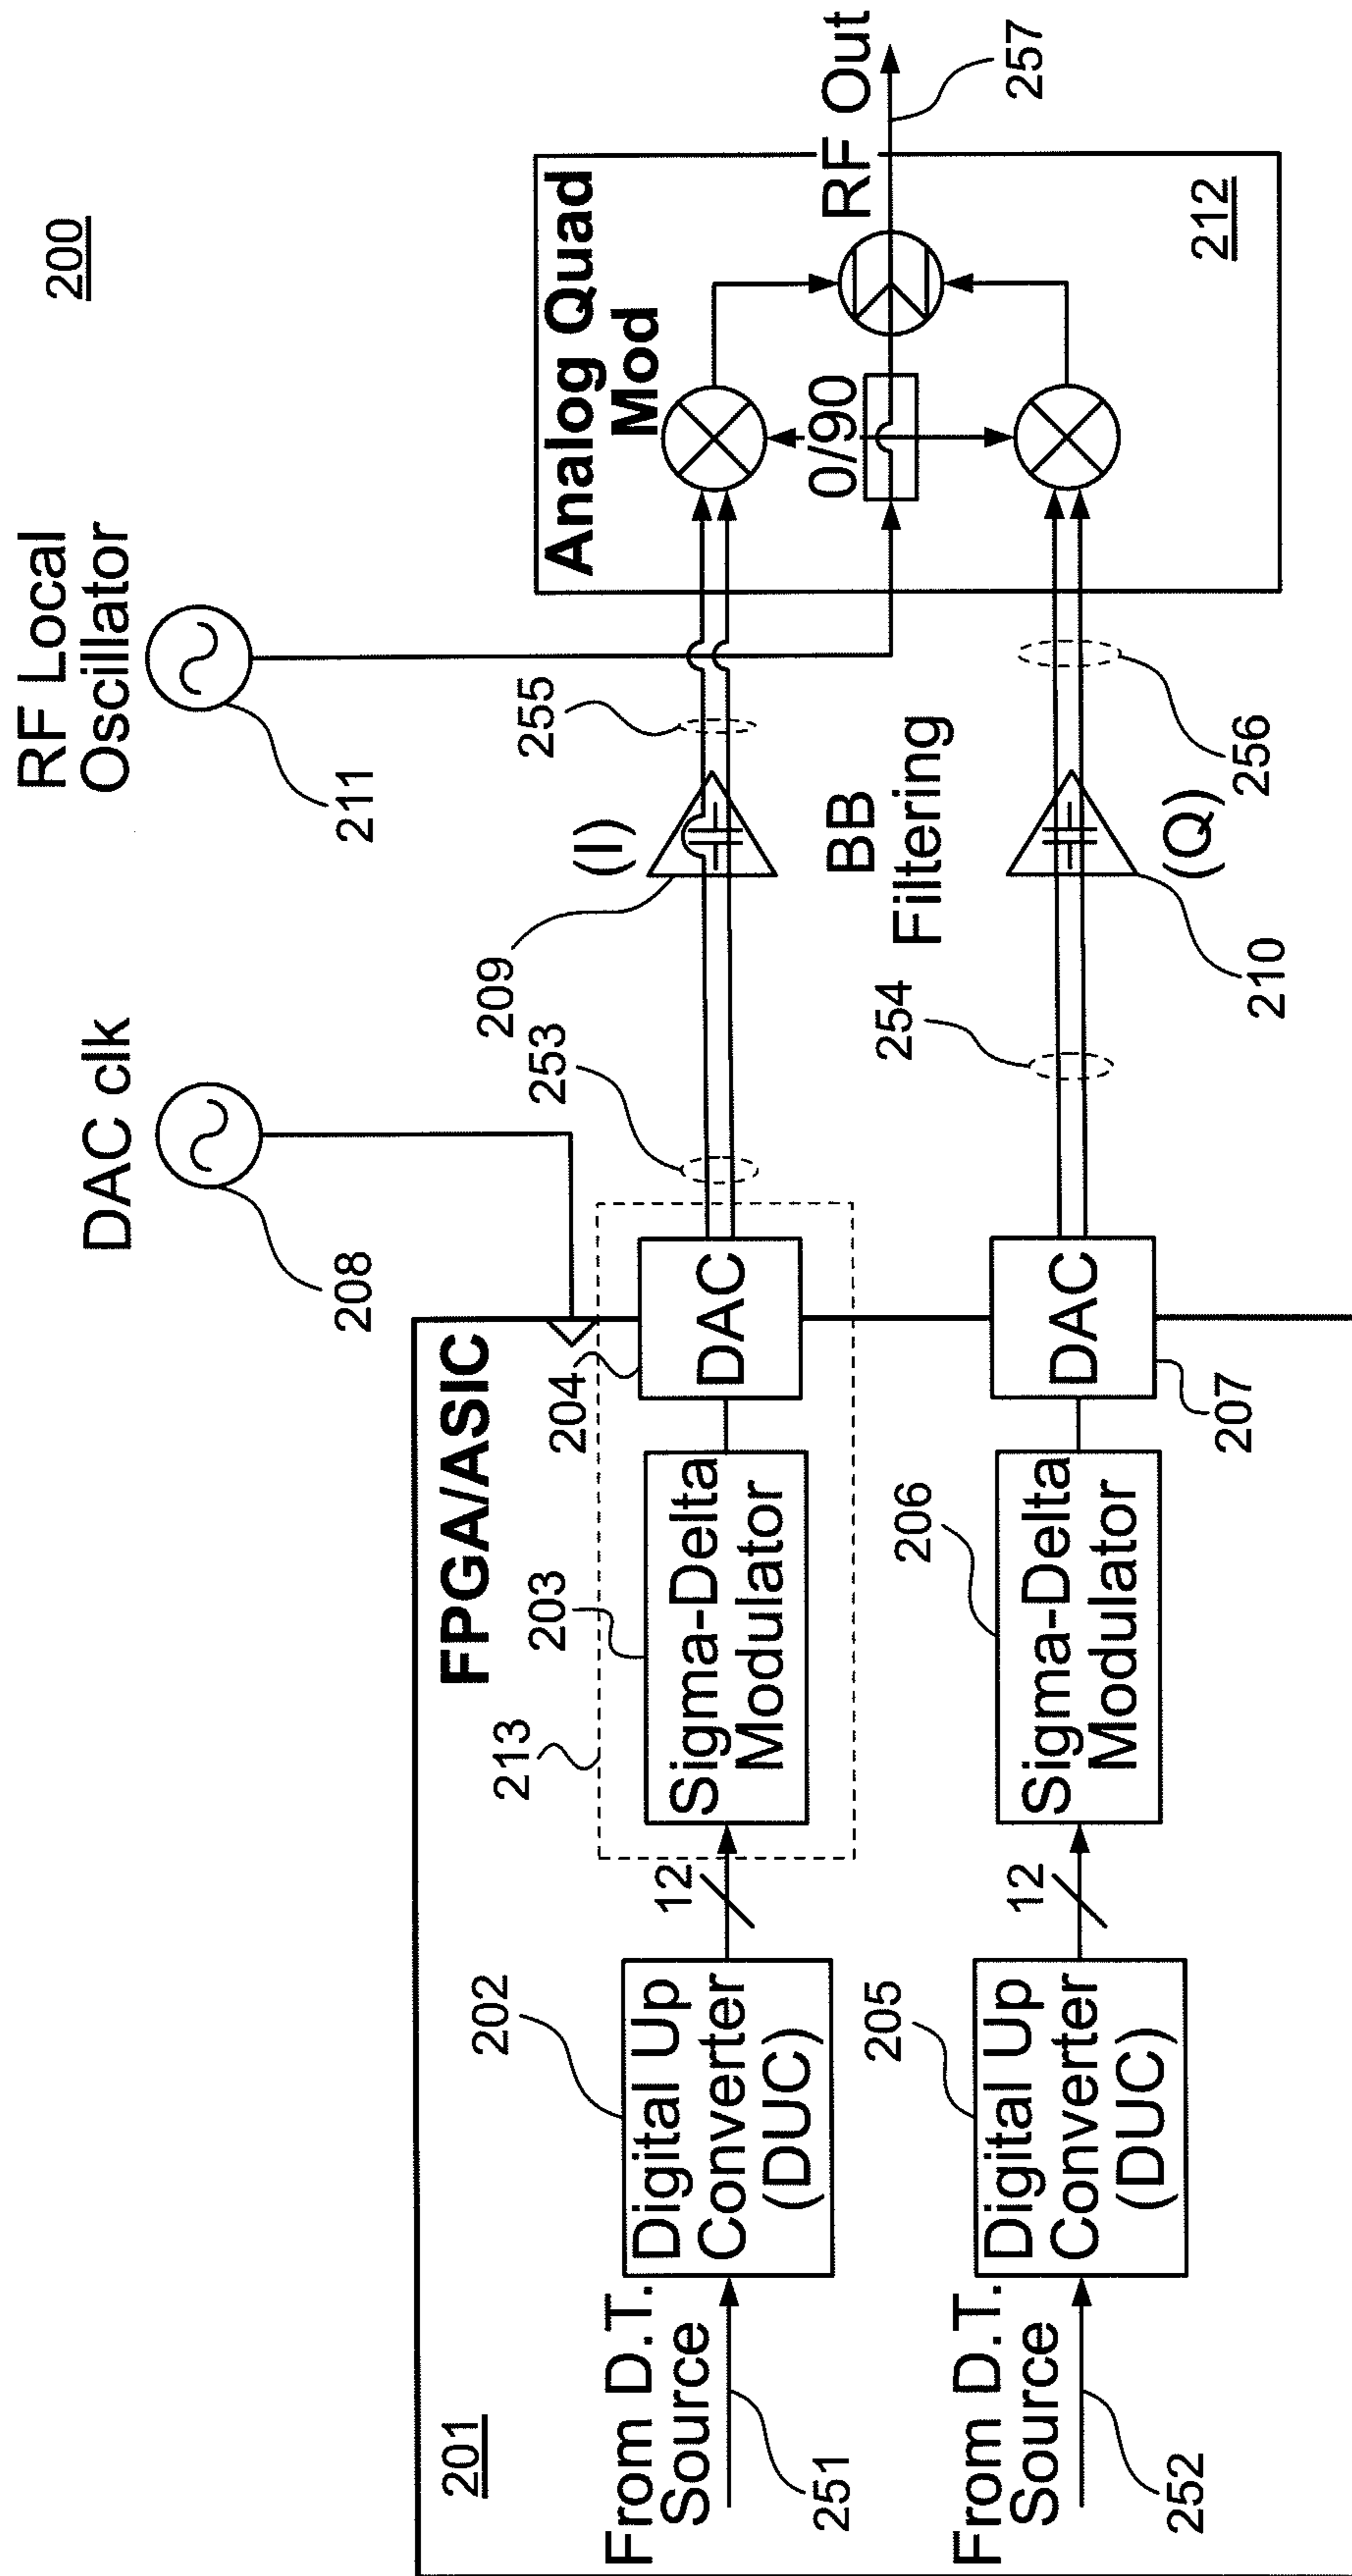 200
RF Local
Oscillator
211
DAC clk
208
201
FPGA/ASIC
Analog Quad
Mod
212
0/90
RF Out
257
From D.T.
Source
251
202
Digital Up
Converter
(DUC)
12
213
203
Sigma-Delta
Modulator
204
DAC
253
209
(I)
255
BB
Filtering
From D.T.
Source
252
205
Digital Up
Converter
(DUC)
12
206
Sigma-Delta
Modulator
DAC
207
254
210
(Q)
256